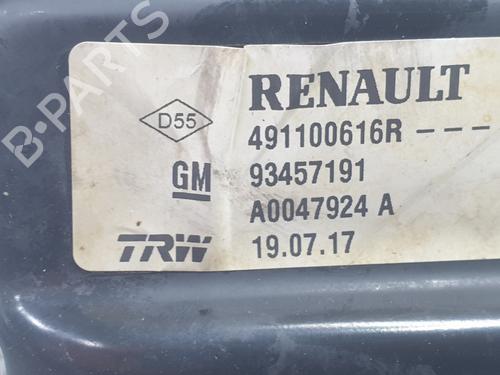 B-PARTS
D55
RENAULT
491100616R ---
GM
93457191
A0047924 A
TRW
19.07.17